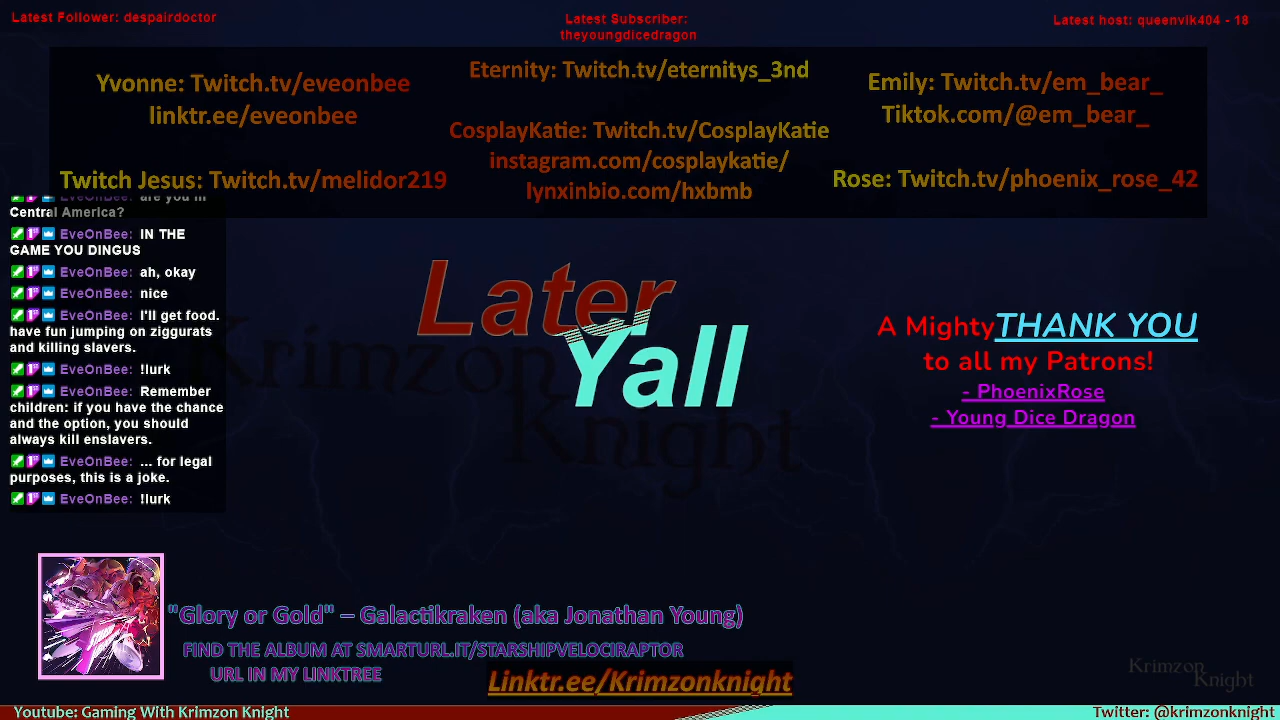 Latest Follower: despairdoctor
Latest Subscriber:
theyoungdicedragon
Latest host: queenvik404 - 18
Yvonne: Twitch.tv/eveonbee
linktr.ee/eveonbee
Eternity: Twitch.tv/eternitys_3nd
Emily: Twitch.tv/em_bear_
Tiktok.com/@em_bear_
CosplayKatie: Twitch.tv/CosplayKatie
instagram.com/cosplaykatie/
lynxinbio.com/hxbmb
Twitch Jesus: Twitch.tv/melidor219
Rose: Twitch.tv/phoenix_rose_42
EveOnBee: are you in
Central America?
EveOnBee: IN THE
GAME YOU DINGUS
EveOnBee: ah, okay
EveOnBee: nice
EveOnBee: I'll get food.
have fun jumping on ziggurats
and killing slavers.
EveOnBee: !lurk
EveOnBee: Remember
children: if you have the chance
and the option, you should
always kill enslavers.
EveOnBee: ... for legal
purposes, this is a joke.
EveOnBee: !lurk
Later
Yall
Krimzon
Knight
A Mighty THANK YOU
to all my Patrons!
- PhoenixRose
- Young Dice Dragon
"Glory or Gold" – Galactikraken (aka Jonathan Young)
FIND THE ALBUM AT SMARTURL.IT/STARSHIPVELOCIRAPTOR
URL IN MY LINKTREE
Linktr.ee/Krimzonknight
Krimzon
Knight
Youtube: Gaming With Krimzon Knight
Twitter: @krimzonknight